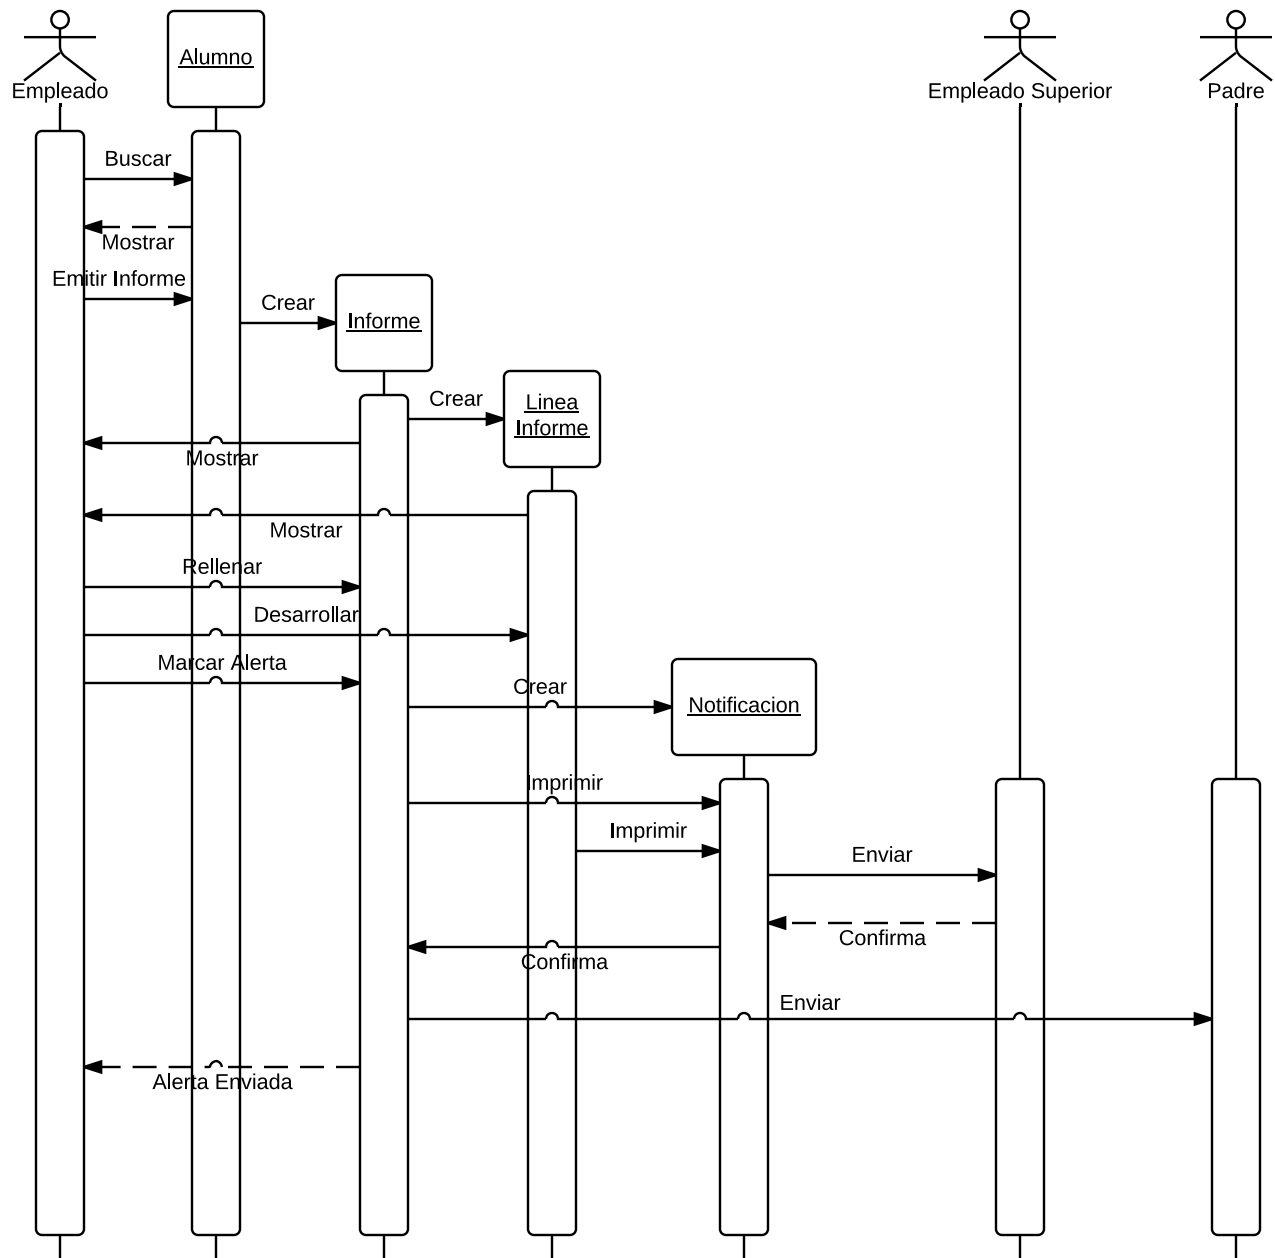 Alumno
Empleado
Empleado Superior
Padre
Buscar
Mostrar
Emitir Informe
Crear
Informe
Crear
Linea
Informe
Mostrar
Mostrar
Rellenar
Desarrollar
Marcar Alerta
Crear
Notificacion
Imprimir
Imprimir
Enviar
Confirma
Confirma
Enviar
Alerta Enviada